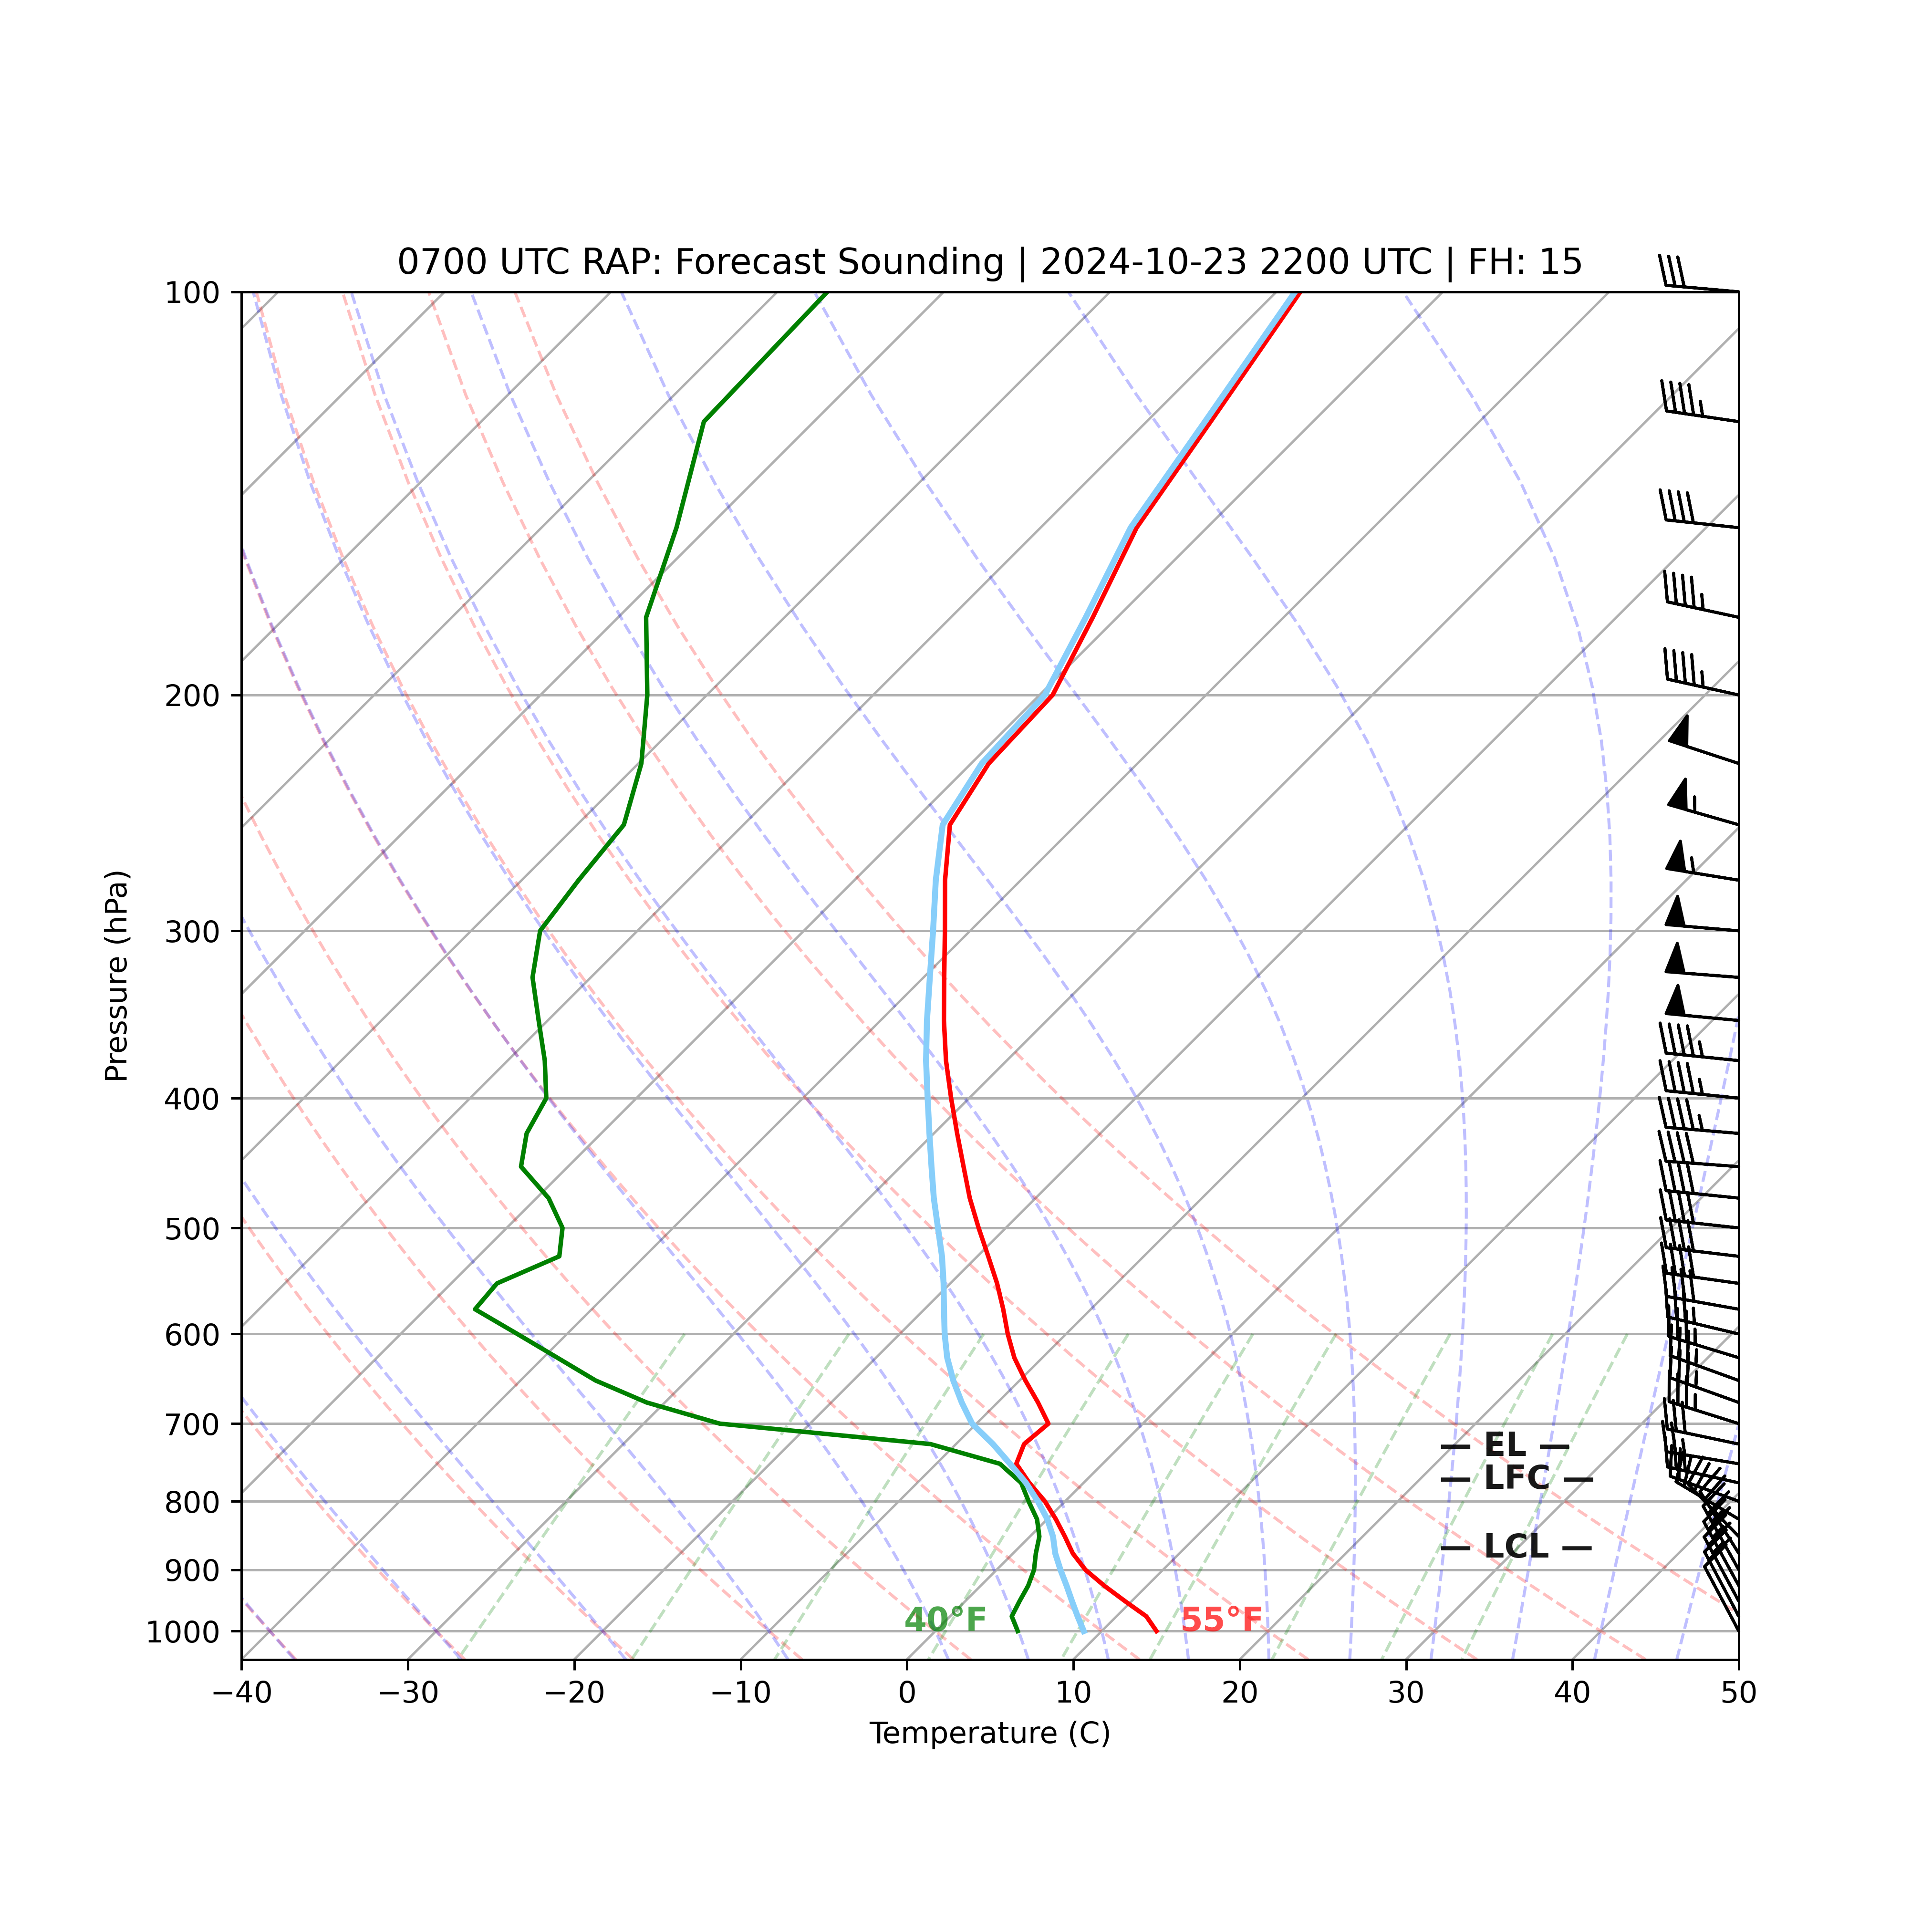 0700 UTC RAP: Forecast Sounding | 2024-10-23 2200 UTC | FH: 15
100
200
300
400
500
600
700
800
900
1000
Pressure (hPa)
— EL —
— LFC —
— LCL —
40°F
55°F
−40
−30
−20
−10
0
10
20
30
40
50
Temperature (C)